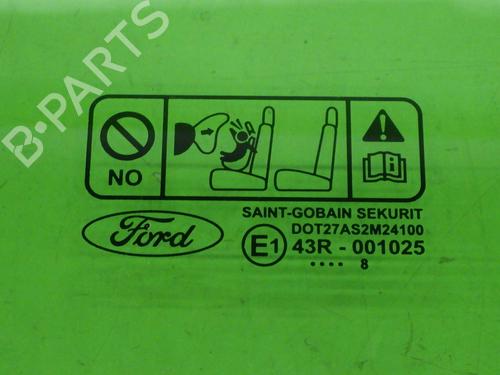 B-PARTS
NO
Ford
SAINT-GOBAIN SEKURIT
DOT27AS2M24100
E1 43R - 001025
.... 8